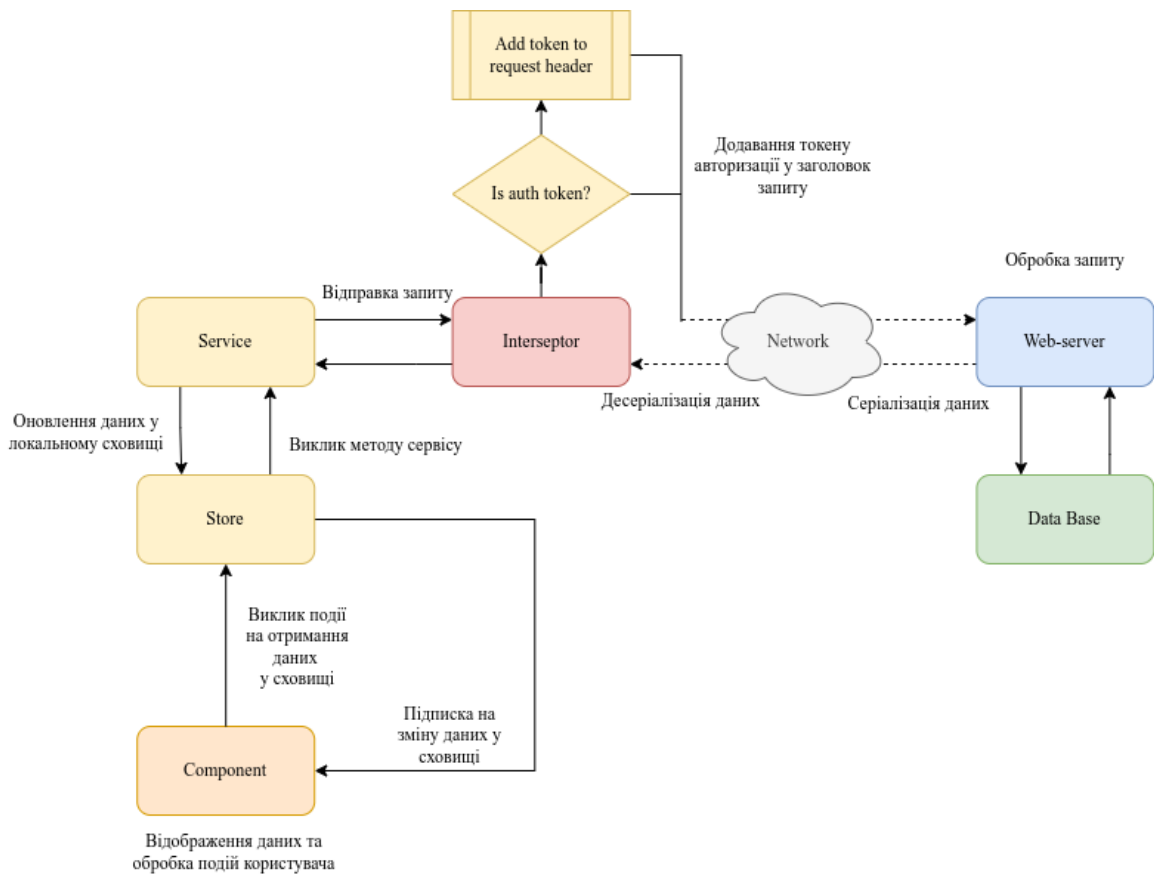 Add token to
request header
Додавання токену
авторизації у заголовок
запиту
Is auth token?
Обробка запиту
Відправка запиту
Service
Interseptor
Network
Web-server
Десеріалізація даних
Серіалізація даних
Оновлення даних у
локальному сховищі
Виклик методу сервісу
Store
Data Base
Виклик події
на отримання
даних
у сховищі
Підписка на
зміну даних у
сховищі
Component
Відображення даних та
обробка подій користувача